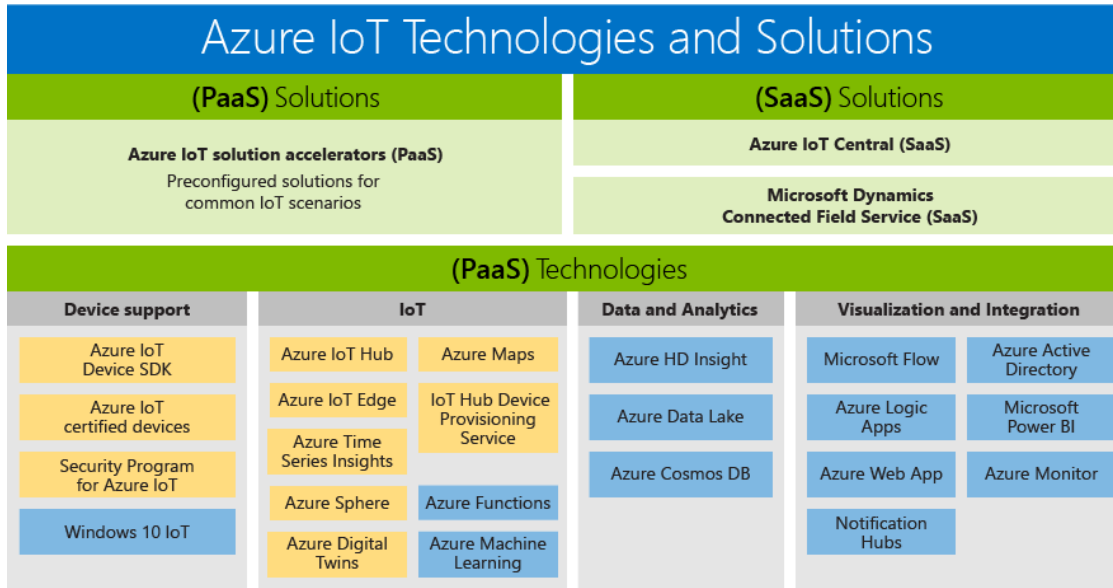 Azure IoT Technologies and Solutions
(PaaS) Solutions
Azure IoT solution accelerators (PaaS)
Preconfigured solutions for
common IoT scenarios
(SaaS) Solutions
Azure IoT Central (SaaS)
Microsoft Dynamics
Connected Field Service (SaaS)
(PaaS) Technologies
Device support
Azure IoT
Device SDK
Azure IoT
certified devices
Security Program
for Azure IoT
Windows 10 IoT
IoT
Azure IoT Hub
Azure IoT Edge
Azure Time
Series Insights
Azure Sphere
Azure Digital
Twins
Azure Maps
IoT Hub Device
Provisioning
Service
Azure Functions
Azure Machine
Learning
Data and Analytics
Azure HD Insight
Azure Data Lake
Azure Cosmos DB
Visualization and Integration
Microsoft Flow
Azure Logic
Apps
Azure Web App
Notification
Hubs
Azure Active
Directory
Microsoft
Power BI
Azure Monitor